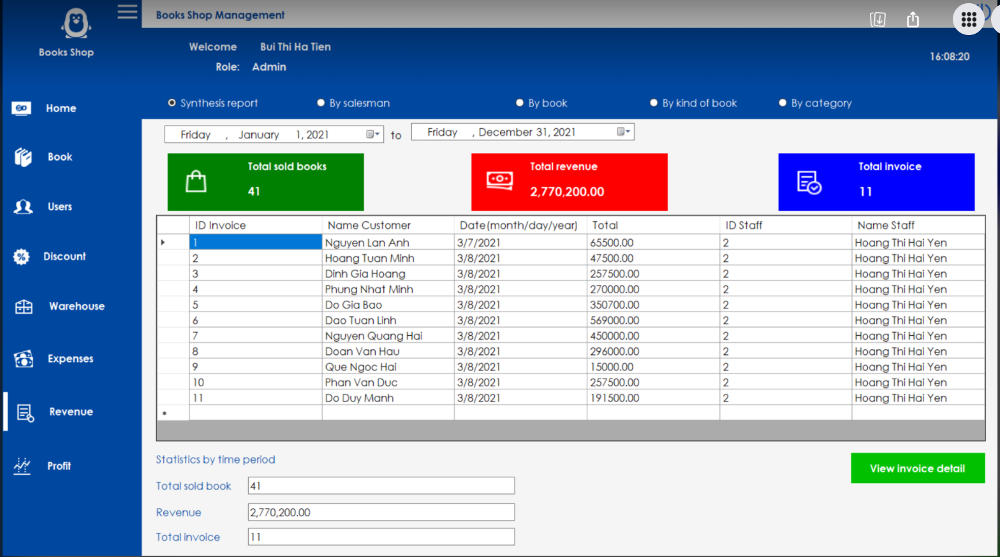 Books Shop Management
Books Shop
Welcome Bui Thi Ha Tien
Role: Admin
16:08:20
Home
Book
Users
Discount
Warehouse
Expenses
Revenue
Profit
Synthesis report By salesman By book By kind of book By category
Friday , January 1, 2021 to Friday , December 31, 2021
Total sold books
41
Total revenue
2,770,200.00
Total invoice
11
ID Invoice Name Customer Date(month/day/year) Total ID Staff Name Staff
1 Nguyen Lan Anh 3/7/2021 65500.00 2 Hoang Thi Hai Yen
2 Hoang Tuan Minh 3/8/2021 47500.00 2 Hoang Thi Hai Yen
3 Dinh Gia Hoang 3/8/2021 257500.00 2 Hoang Thi Hai Yen
4 Phung Nhat Minh 3/8/2021 270000.00 2 Hoang Thi Hai Yen
5 Do Gia Bao 3/8/2021 350700.00 2 Hoang Thi Hai Yen
6 Dao Tuan Linh 3/8/2021 569000.00 2 Hoang Thi Hai Yen
7 Nguyen Quang Hai 3/8/2021 450000.00 2 Hoang Thi Hai Yen
8 Doan Van Hau 3/8/2021 296000.00 2 Hoang Thi Hai Yen
9 Que Ngoc Hai 3/8/2021 15000.00 2 Hoang Thi Hai Yen
10 Phan Van Duc 3/8/2021 257500.00 2 Hoang Thi Hai Yen
11 Do Duy Manh 3/8/2021 191500.00 2 Hoang Thi Hai Yen
Statistics by time period
View invoice detail
Total sold book 41
Revenue 2,770,200.00
Total invoice 11